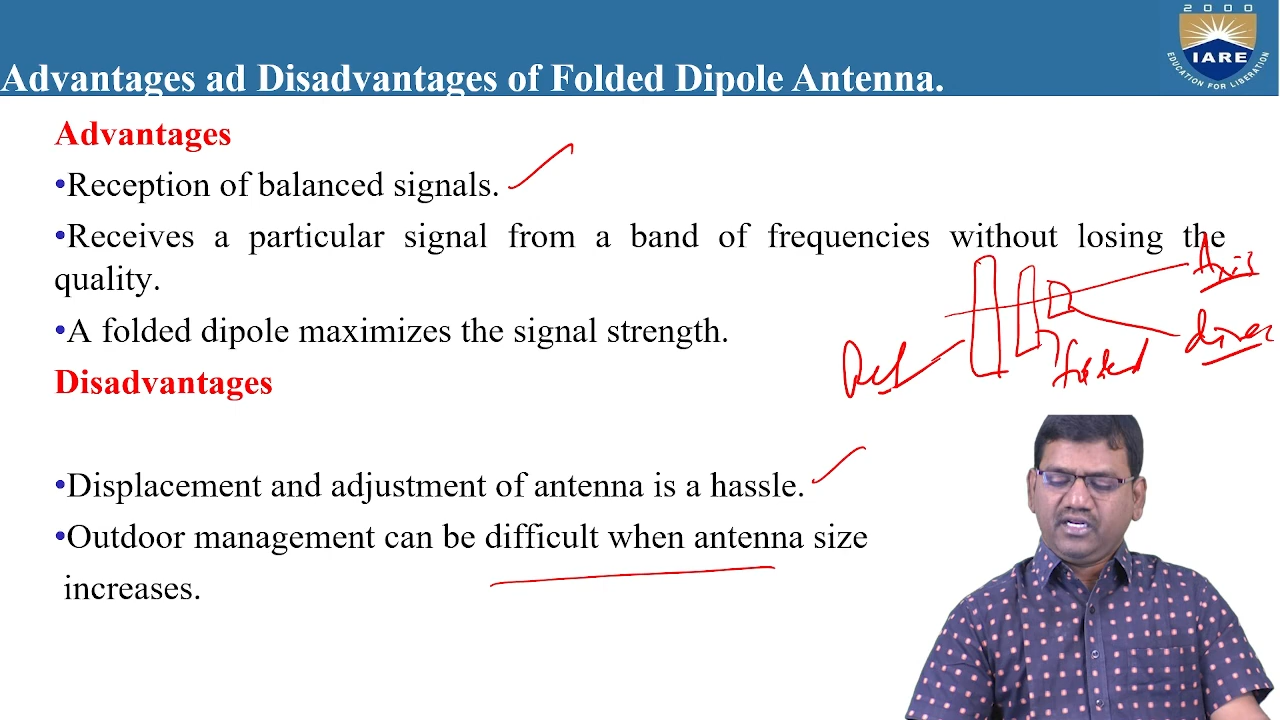 2000
IARE
EDUCATION FOR LIBERATION
Advantages ad Disadvantages of Folded Dipole Antenna.
Advantages
•Reception of balanced signals.
•Receives a particular signal from a band of frequencies without losing the
quality.
•A folded dipole maximizes the signal strength.
Axis
folded
Disadvantages
•Displacement and adjustment of antenna is a hassle.
•Outdoor management can be difficult when antenna size
increases.